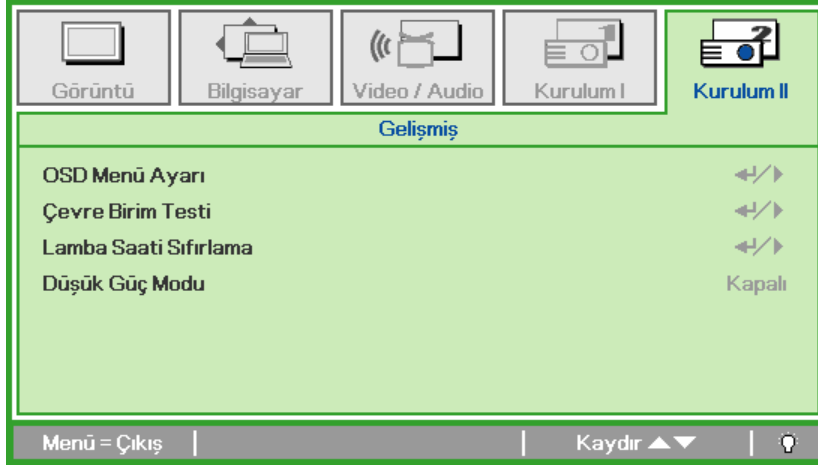 Görüntü Bilgisayar Video / Audio Kurulum I Kurulum II
Gelişmiş
OSD Menü Ayarı
Çevre Birim Testi
Lamba Saati Sıfırlama
Düşük Güç Modu Kapalı
Menü = Çıkış Kaydır